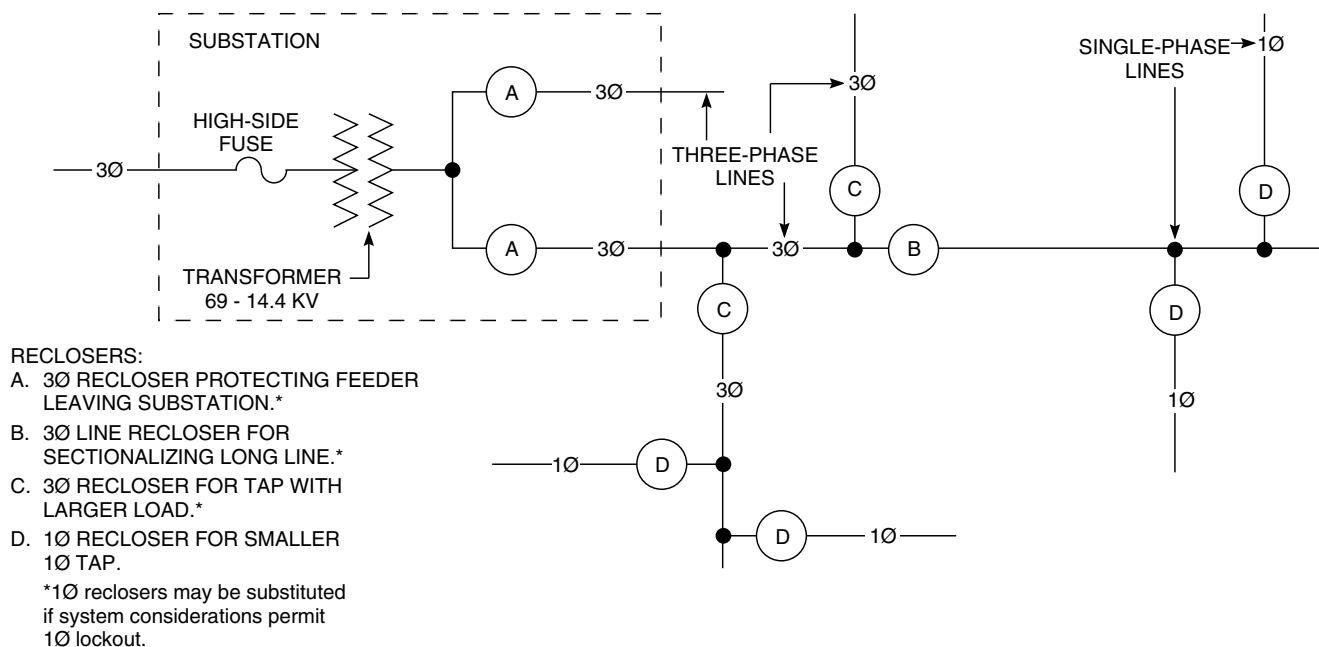 SUBSTATION
HIGH-SIDE
FUSE
3Ø
TRANSFORMER
69 - 14.4 KV
A
3Ø
A
3Ø
THREE-PHASE
LINES
3Ø
3Ø
C
B
SINGLE-PHASE
LINES
1Ø
D
D
1Ø
C
3Ø
1Ø
D
D
1Ø
RECLOSERS:
A. 3Ø RECLOSER PROTECTING FEEDER
LEAVING SUBSTATION.*
B. 3Ø LINE RECLOSER FOR
SECTIONALIZING LONG LINE.*
C. 3Ø RECLOSER FOR TAP WITH
LARGER LOAD.*
D. 1Ø RECLOSER FOR SMALLER
1Ø TAP.
*1Ø reclosers may be substituted
if system considerations permit
1Ø lockout.